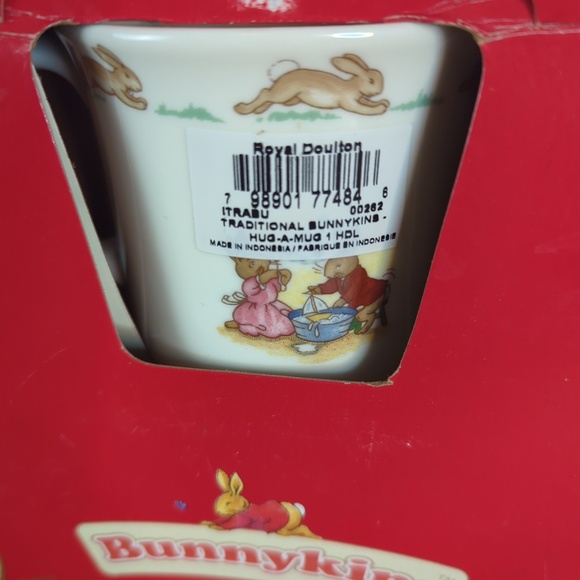 Royal Doulton
7 98901 77484 6
ITRABU 00262
TRADITIONAL BUNNYKINS -
HUG-A-MUG 1 HDL
MADE IN INDONESIA / FABRIQUE EN INDONESIE
Bunnykin